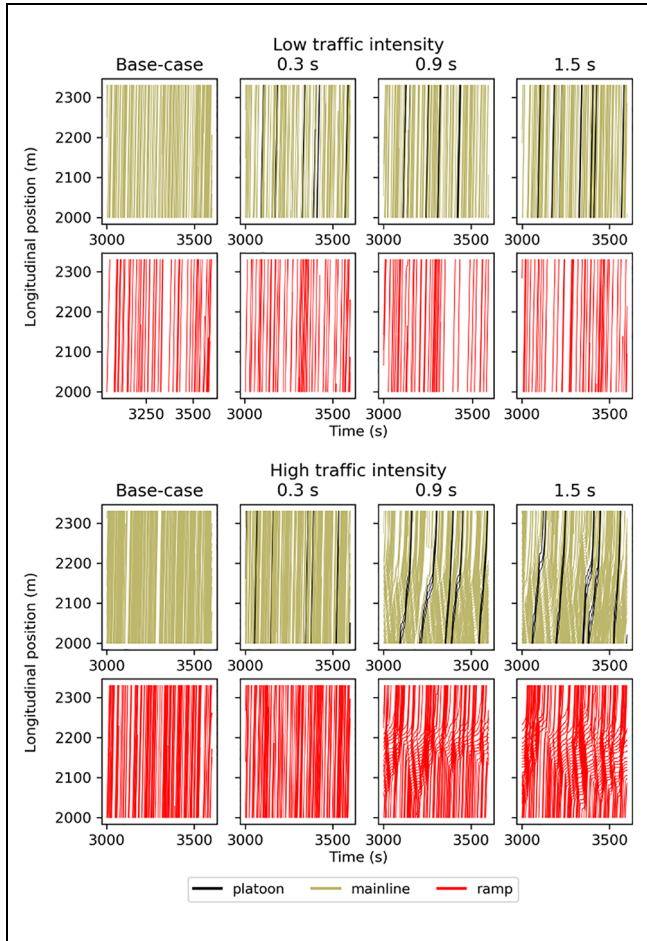 Low traffic intensity
Base-case 0.3 s 0.9 s 1.5 s
Longitudinal position (m)
2300
2200
2100
2000
3000 3500 3000 3500 3000 3500 3000 3500
2300
2200
2100
2000
3250 3500 3000 3500 3000 3500 3000 3500
Time (s)
High traffic intensity
Base-case 0.3 s 0.9 s 1.5 s
Longitudinal position (m)
2300
2200
2100
2000
3000 3500 3000 3500 3000 3500 3000 3500
2300
2200
2100
2000
3000 3500 3000 3500 3000 3500 3000 3500
Time (s)
platoon mainline ramp